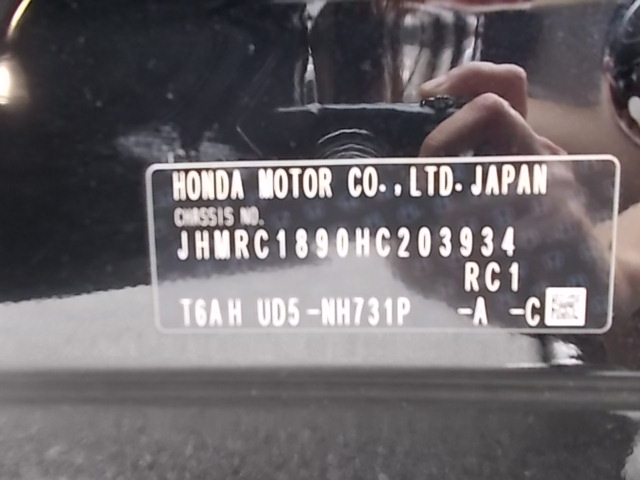 HONDA MOTOR CO.,LTD.JAPAN
CHASSIS NO.
JHMRC1890HC203934
RC1
T6AH UD5-NH731P -A -C